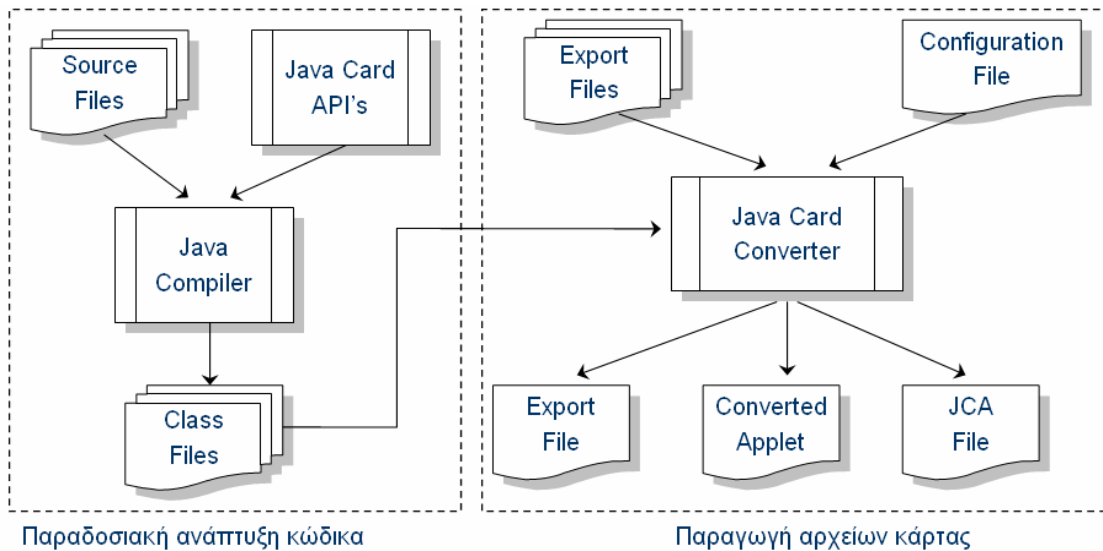 Source
Files
Java Card
API's
Java
Compiler
Class
Files
Παραδοσιακή ανάπτυξη κώδικα
Export
Files
Configuration
File
Java Card
Converter
Export
File
Converted
Applet
JCA
File
Παραγωγή αρχείων κάρτας